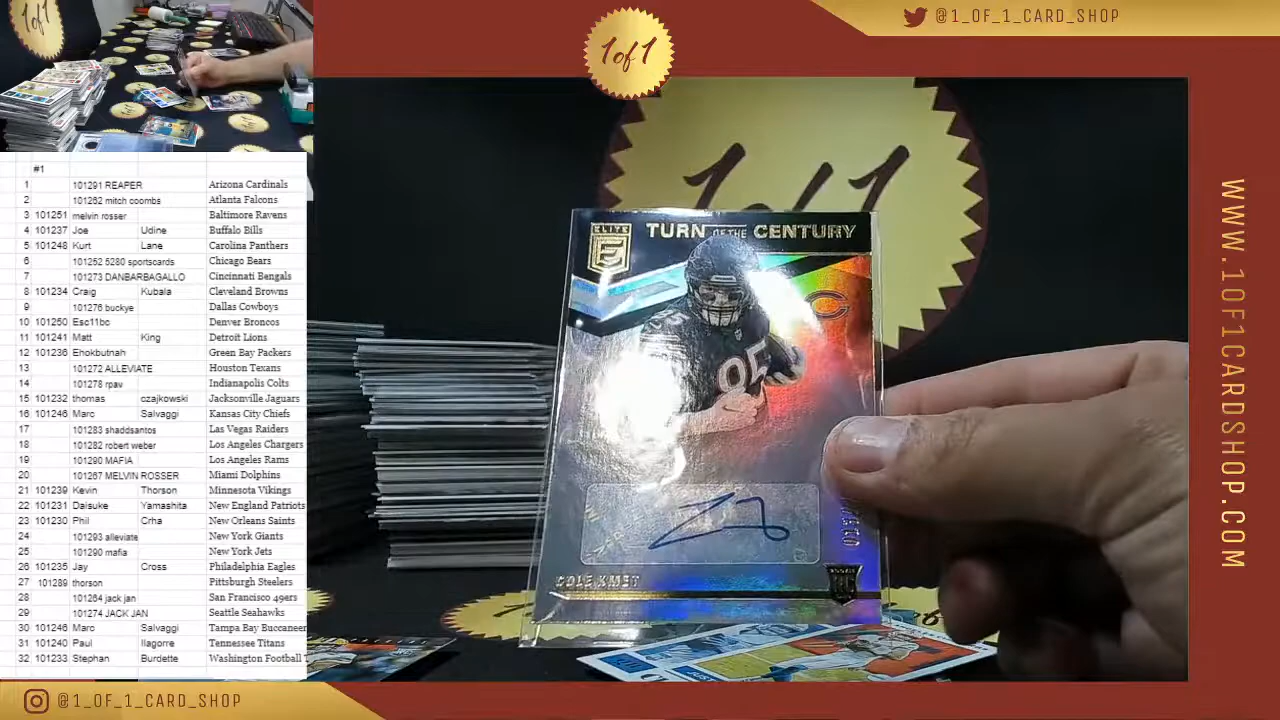 1of1
1of1
@1_OF_1_CARD_SHOP
#1
1 101291 REAPER Arizona Cardinals
2 101262 mitch coombs Atlanta Falcons
3 101251 melvin rosser Baltimore Ravens
4 101237 Joe Udine Buffalo Bills
5 101248 Kurt Lane Carolina Panthers
6 101252 5280 sportscards Chicago Bears
7 101273 DANBARBAGALLO Cincinnati Bengals
8 101234 Craig Kubala Cleveland Browns
9 101276 buckye Dallas Cowboys
10 101250 Esc11bc Denver Broncos
11 101241 Matt King Detroit Lions
12 101236 Ehokbutnah Green Bay Packers
13 101272 ALLEVIATE Houston Texans
14 101278 rpav Indianapolis Colts
15 101232 thomas czajkowski Jacksonville Jaguars
16 101246 Marc Salvaggi Kansas City Chiefs
17 101283 shaddsantos Las Vegas Raiders
18 101282 robert weber Los Angeles Chargers
19 101290 MAFIA Los Angeles Rams
20 101267 MELVIN ROSSER Miami Dolphins
21 101239 Kevin Thorson Minnesota Vikings
22 101231 Daisuke Yamashita New England Patriots
23 101230 Phil Crha New Orleans Saints
24 101293 alleviate New York Giants
25 101290 mafia New York Jets
26 101235 Jay Cross Philadelphia Eagles
27 101289 thorson Pittsburgh Steelers
28 101264 jack jan San Francisco 49ers
29 101274 JACK JAN Seattle Seahawks
30 101246 Marc Salvaggi Tampa Bay Buccaneer
31 101240 Paul Ilagorre Tennessee Titans
32 101233 Stephan Burdette Washington Football T
1of1
ELITE
TURN OF THE CENTURY
85
COLE KMET
RC
WWW.1OF1CARDSHOP.COM
@1_OF_1_CARD_SHOP